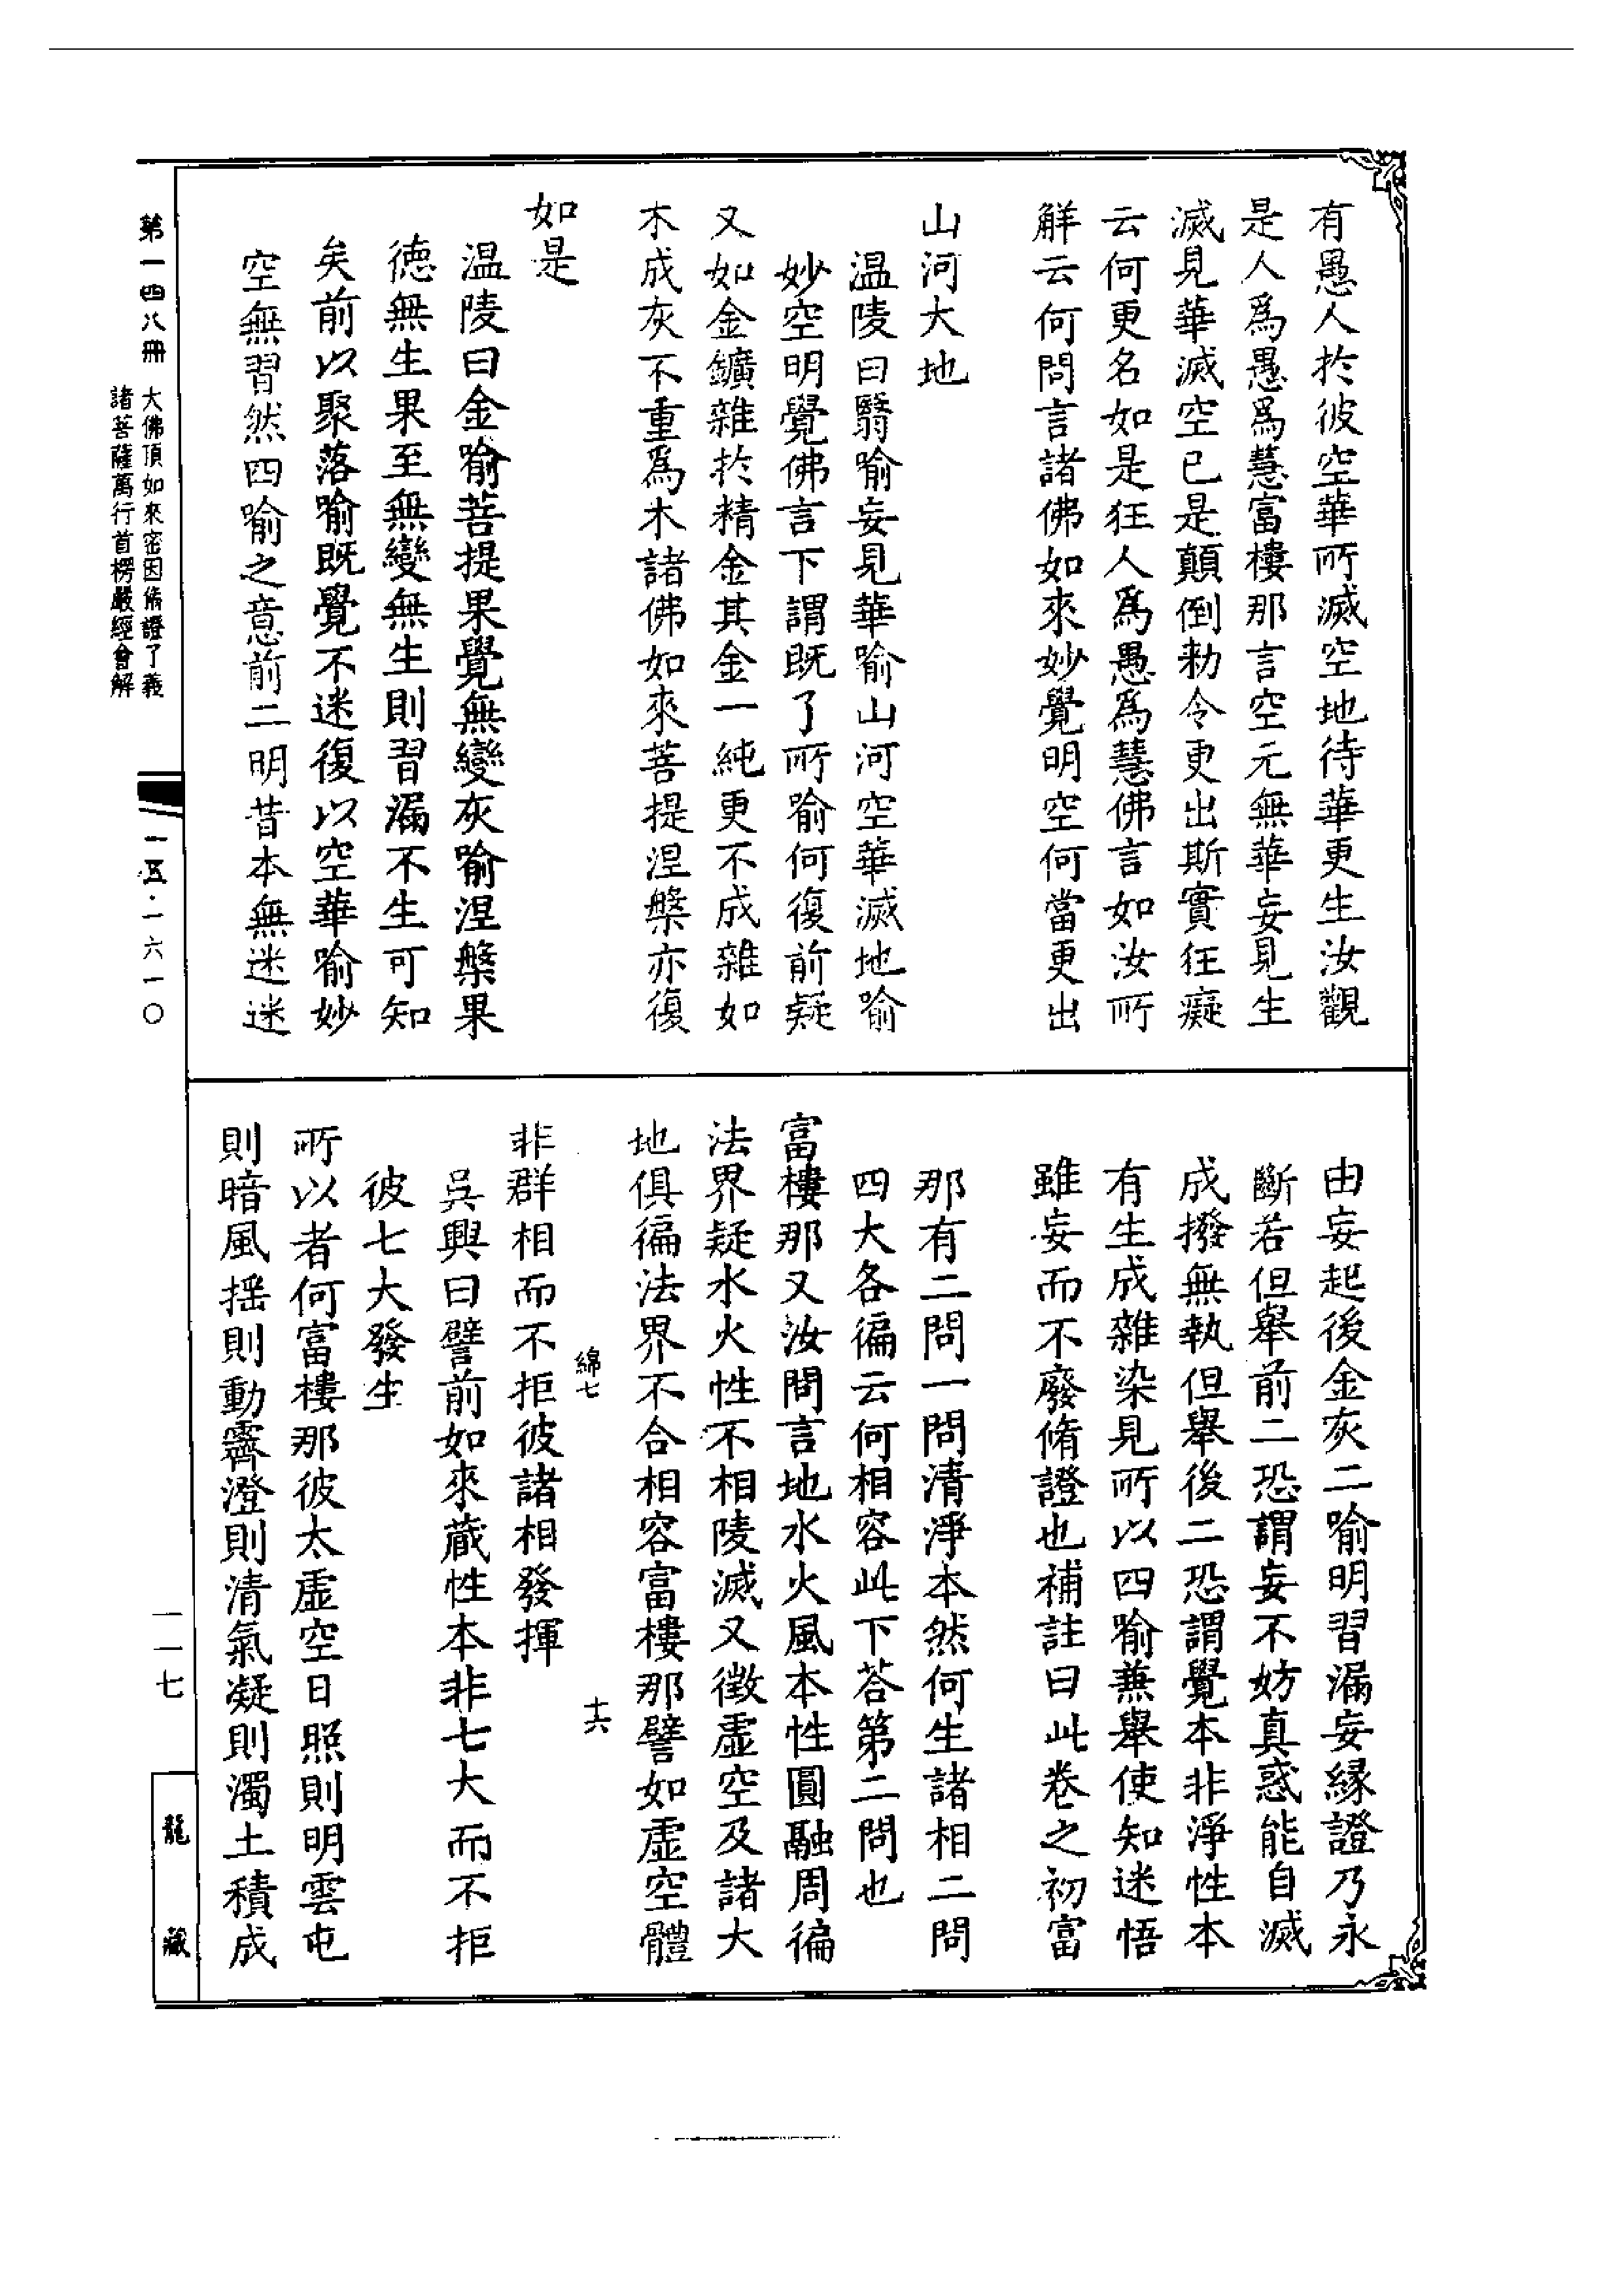 有愚人於彼空華所滅空地待華更生汝觀
是人爲愚爲慧富樓那言空元無華妄見生
滅見華滅空已是顛倒勑令更出斯實狂癡
云何更名如是狂人爲愚爲慧佛言如汝所
解云何問言諸佛如來妙覺明空何當更出
山河大地
温陵曰翳喻妄見華喻山河空華滅地喻
妙空明覺佛言下謂既了所喻何復前疑
又如金鑛雜於精金其金一純更不成雜如
木成灰不重爲木諸佛如來菩提涅槃亦復
如是
温陵曰金喻菩提果覺無變灰喻涅槃果
德無生果至無變無生則習漏不生可知
矣前以聚落喻既覺不迷復以空華喻妙
空無習然四喻之意前二明昔本無迷迷
由妄起後金灰二喻明習漏妄緣證乃永
斷若但舉前二恐謂妄不妨真惑能自滅
成撥無執但舉後二恐謂覺本非淨性本
有生成雜染見所以四喻兼舉使知迷悟
雖妄而不廢脩證也補註曰此卷之初富
那有二問一問清淨本然何生諸相二問
四大各徧云何相容此下荅第二問也
富樓那又汝問言地水火風本性圓融周徧
法界疑水火性不相陵滅又徵虛空及諸大
地俱徧法界不合相容富樓那譬如虛空體
綿七 十六
非群相而不拒彼諸相發揮
吳興曰譬前如來藏性本非七大而不拒
彼七大發生
所以者何富樓那彼太虛空日照則明雲屯
則暗風揺則動霽澄則清氣凝則濁土積成
第一四八冊
大佛頂如來密因脩證了義
諸菩薩萬行首楞嚴經會解
一五·一六一〇
一一七
龍藏